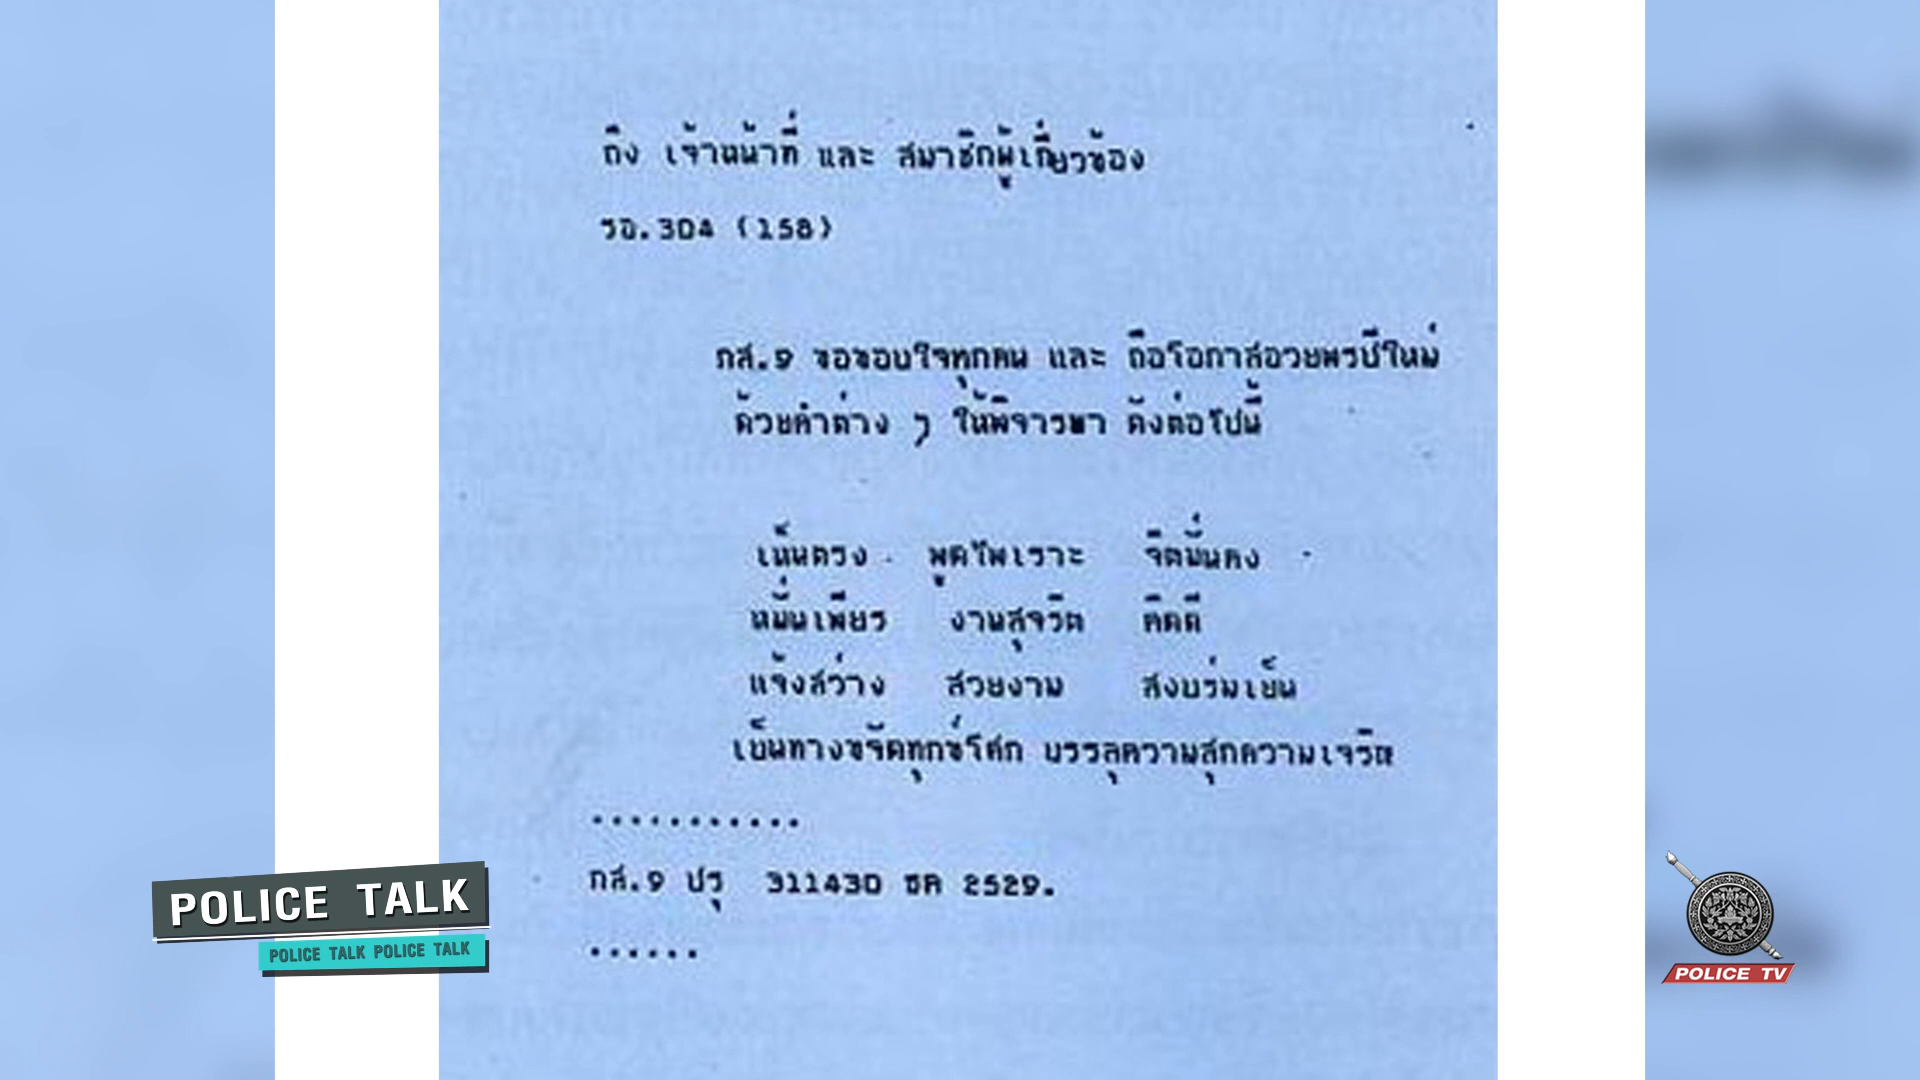 ถึง เจ้าหน้าที่ และ สมาชิกผู้เกี่ยวข้อง
รอ.304 (158)
กส.9 ขอขอบใจทุกคน และ ถือโอกาสอวยพรปีใหม่
ด้วยคำต่าง ๆ ให้พิจารณา ดังต่อไปนี้
เห็นตรง พูดไพเราะ จิตมั่นคง
หมั่นเพียร งานสุจริต คิดดี
แจ้งสว่าง สวยงาม สงบร่มเย็น
เป็นทางขจัดทุกข์โศก บรรลุความสุขความเจริญ
...........
กส.9 ปรุ 311430 ธค 2529.
......
POLICE TALK
POLICE TALK POLICE TALK
POLICE TV